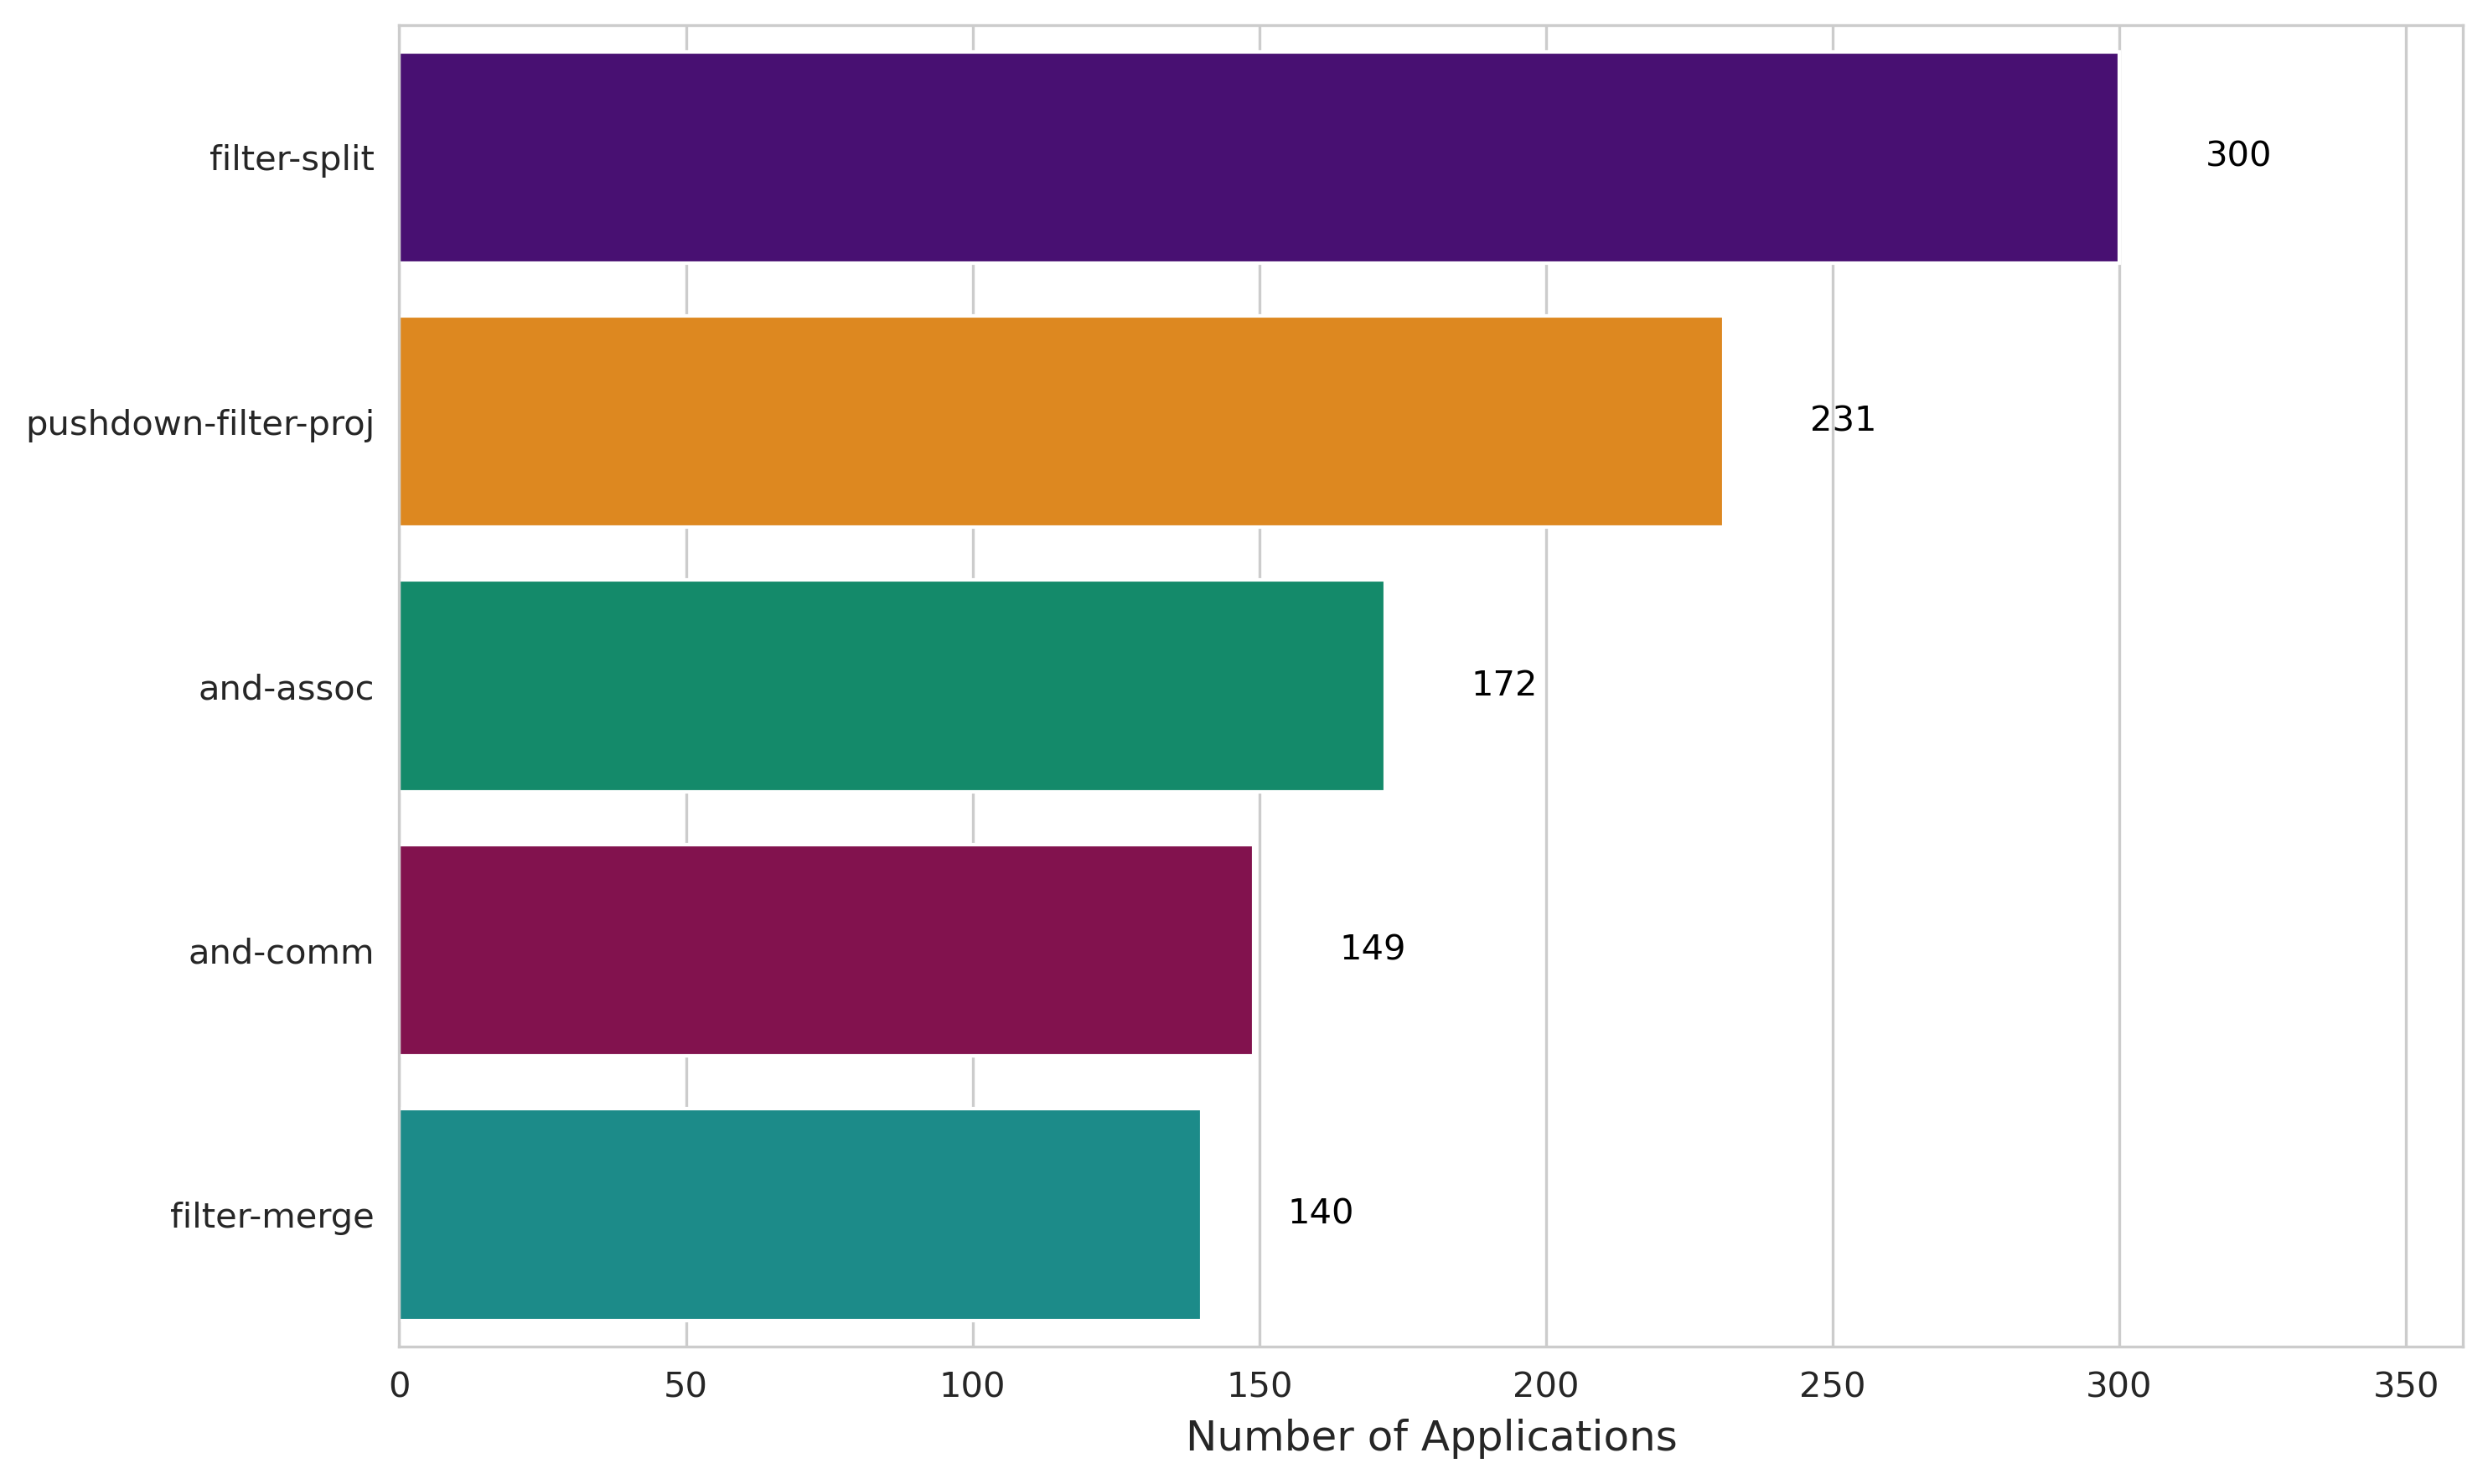 filter-split 300
pushdown-filter-proj 231
and-assoc 172
and-comm 149
filter-merge 140
0 50 100 150 200 250 300 350
Number of Applications